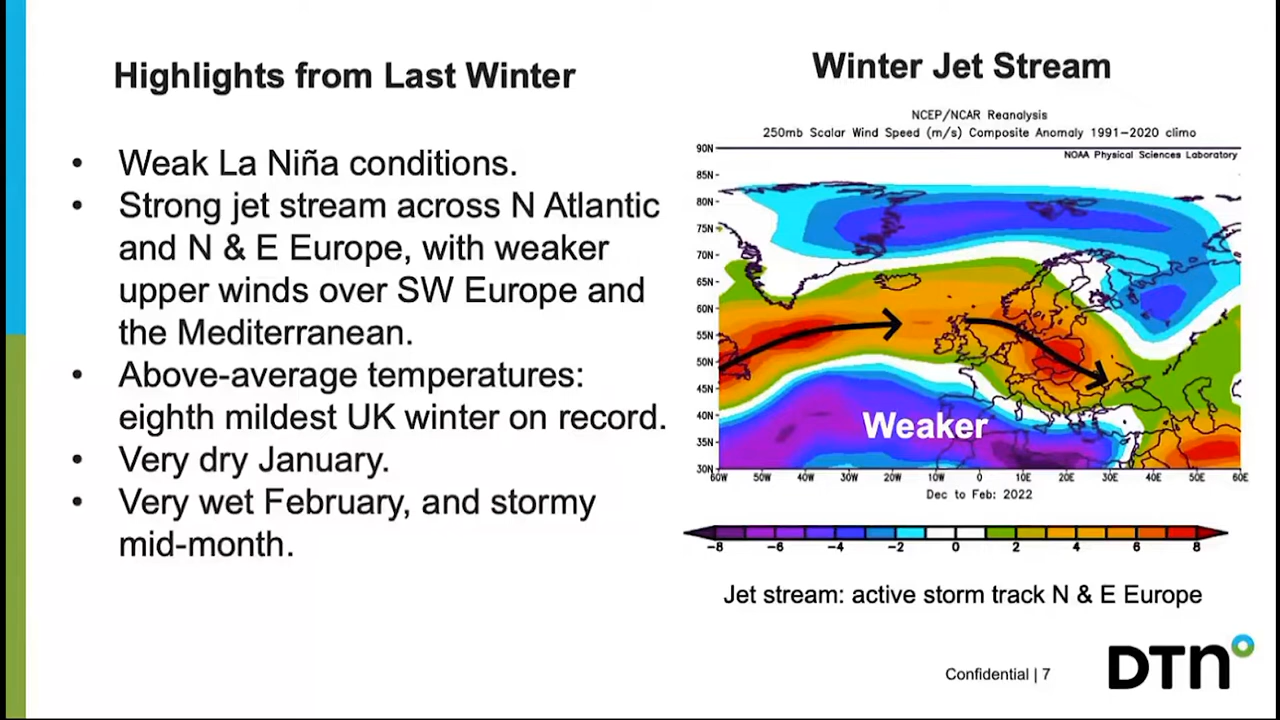 Highlights from Last Winter
• Weak La Niña conditions.
• Strong jet stream across N Atlantic
and N & E Europe, with weaker
upper winds over SW Europe and
the Mediterranean.
• Above-average temperatures:
eighth mildest UK winter on record.
• Very dry January.
• Very wet February, and stormy
mid-month.
Winter Jet Stream
NCEP/NCAR Reanalysis
250mb Scalar Wind Speed (m/s) Composite Anomaly 1991-2020 climo
NOAA Physical Sciences Laboratory
90N
85N
80N
75N
70N
65N
60N
55N
50N
45N
40N
35N
30N
Weaker
60W 50W 40W 30W 20W 10W 0 10E 20E 30E 40E 50E 60E
Dec to Feb: 2022
-8 -6 -4 -2 0 2 4 6 8
Jet stream: active storm track N & E Europe
Confidential | 7
DTN